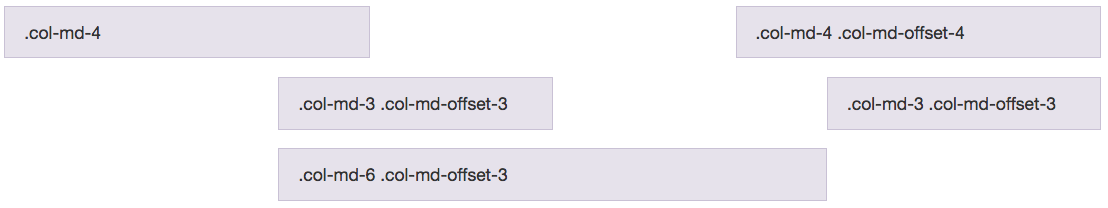 .col-md-4
.col-md-4 .col-md-offset-4
.col-md-3 .col-md-offset-3
.col-md-3 .col-md-offset-3
.col-md-6 .col-md-offset-3